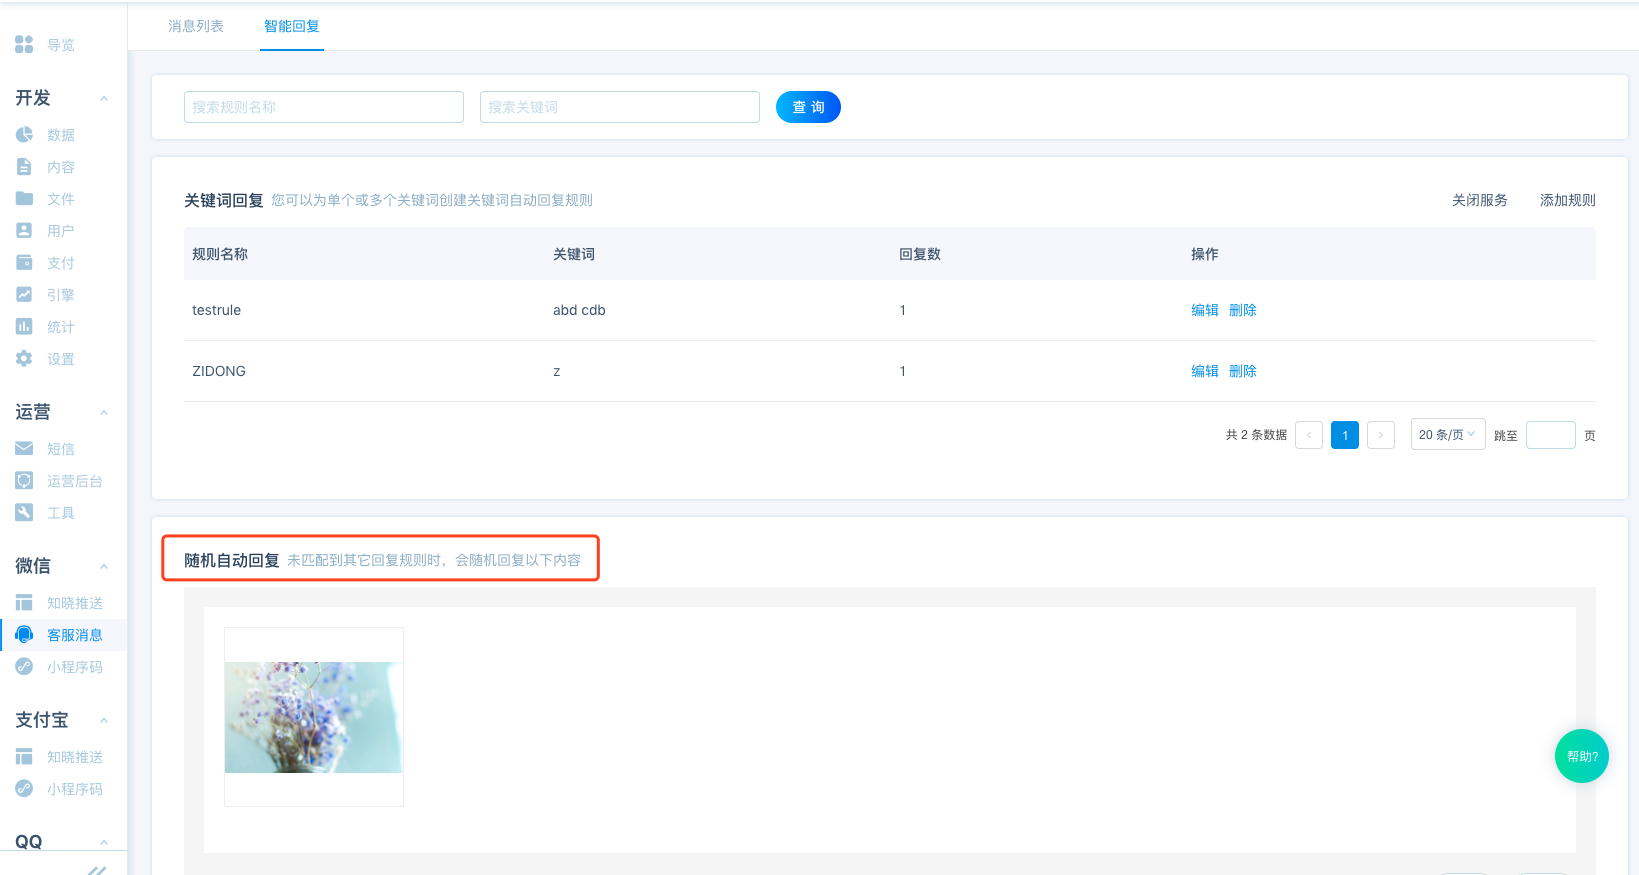 导览
开发
数据
内容
文件
用户
支付
引擎
统计
设置
运营
短信
运营后台
工具
微信
知晓推送
客服消息
小程序码
支付宝
知晓推送
小程序码
QQ
消息列表 智能回复
搜索规则名称 搜索关键词 查 询
关键词回复 您可以为单个或多个关键词创建关键词自动回复规则 关闭服务 添加规则
规则名称 关键词 回复数 操作
testrule abd cdb 1 编辑 删除
ZIDONG z 1 编辑 删除
共 2 条数据 < 1 > 20 条/页 跳至 页
随机自动回复 未匹配到其它回复规则时，会随机回复以下内容
帮助?